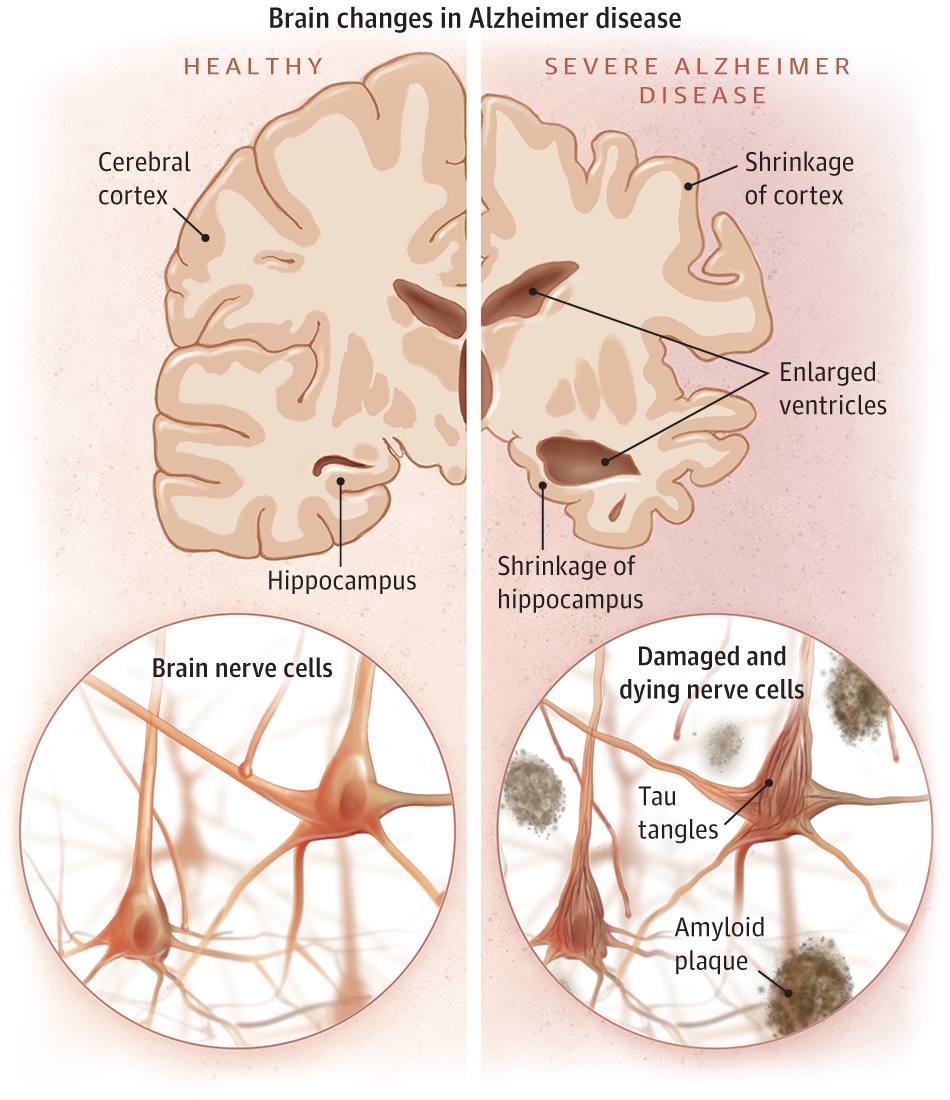 Brain changes in Alzheimer disease
HEALTHY
SEVERE ALZHEIMER
DISEASE
Cerebral
cortex
Shrinkage
of cortex
Enlarged
ventricles
Hippocampus
Shrinkage of
hippocampus
Brain nerve cells
Damaged and
dying nerve cells
Tau
tangles
Amyloid
plaque